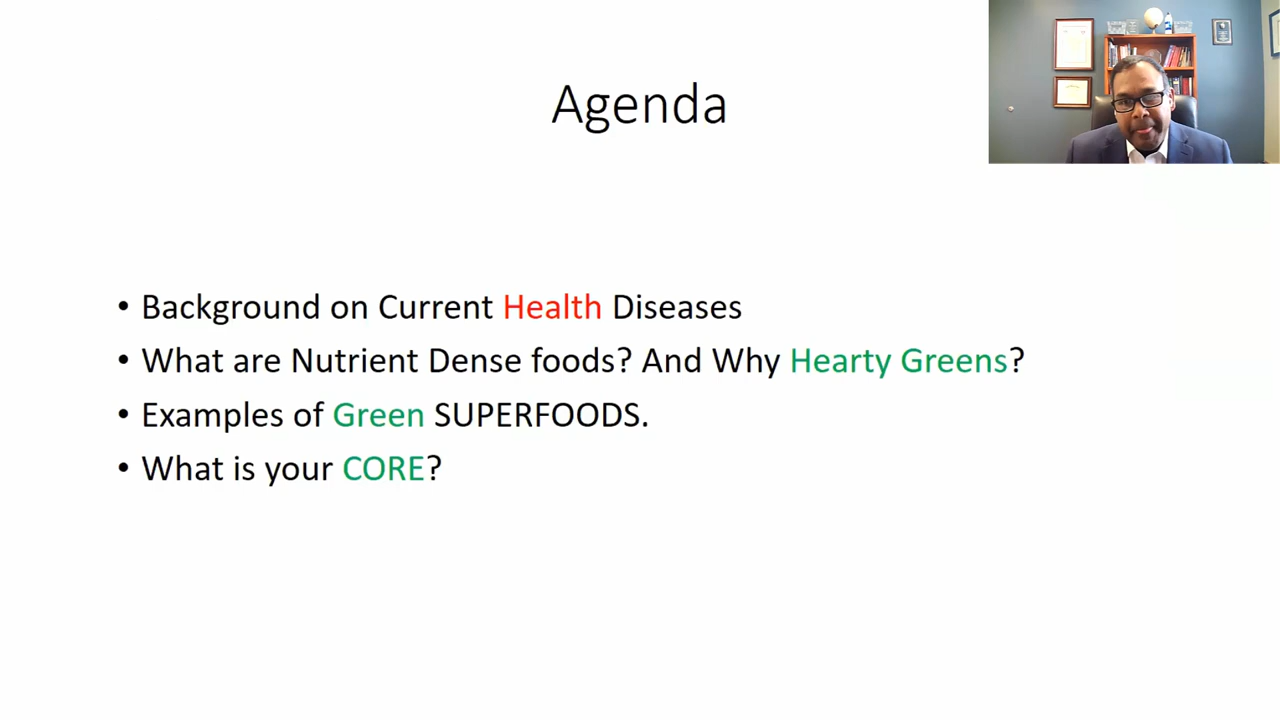 Agenda
• Background on Current Health Diseases
• What are Nutrient Dense foods? And Why Hearty Greens?
• Examples of Green SUPERFOODS.
• What is your CORE?